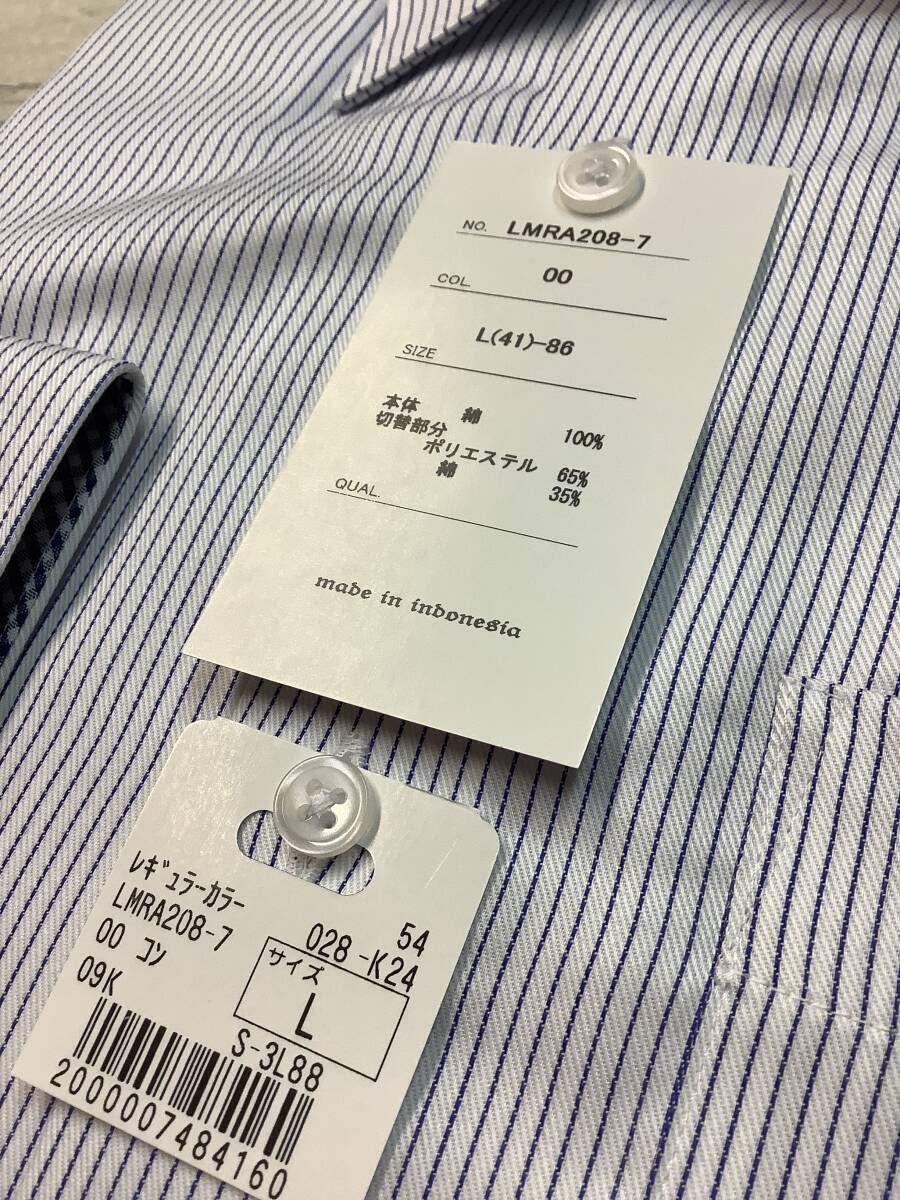 NO. LMRA208-7
COL. 00
SIZE L(41)-86
本体 綿 100%
切替部分
ポリエステル 65%
綿 35%
QUAL.
made in indonesia
ﾚｷﾞｭﾗｰｶﾗｰ 54
LMRA208-7 028 -K24
00 ｺﾝ サイズ
09K L
S-3L88
2000007484160